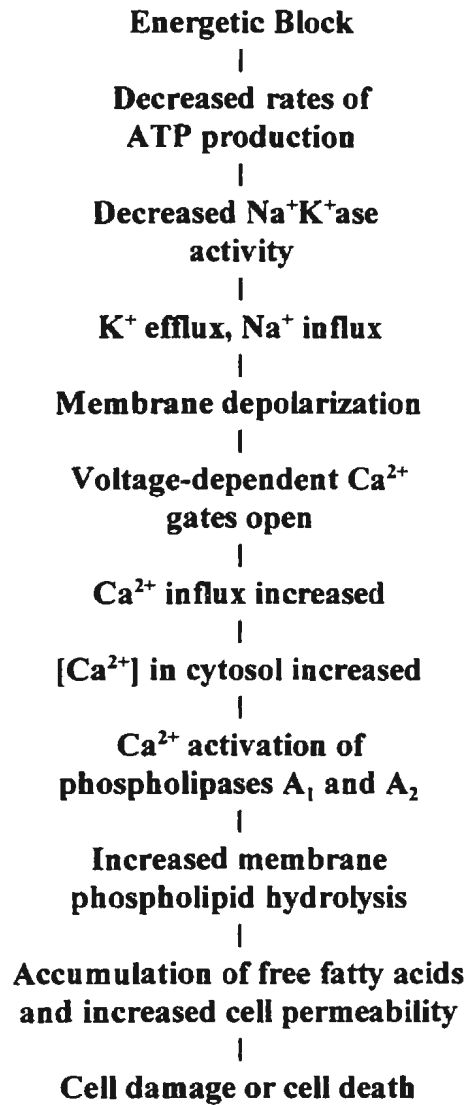 Energetic Block
Decreased rates of
ATP production
Decreased Na⁺K⁺ase
activity
K⁺ efflux, Na⁺ influx
Membrane depolarization
Voltage-dependent Ca²⁺
gates open
Ca²⁺ influx increased
[Ca²⁺] in cytosol increased
Ca²⁺ activation of
phospholipases A₁ and A₂
Increased membrane
phospholipid hydrolysis
Accumulation of free fatty acids
and increased cell permeability
Cell damage or cell death